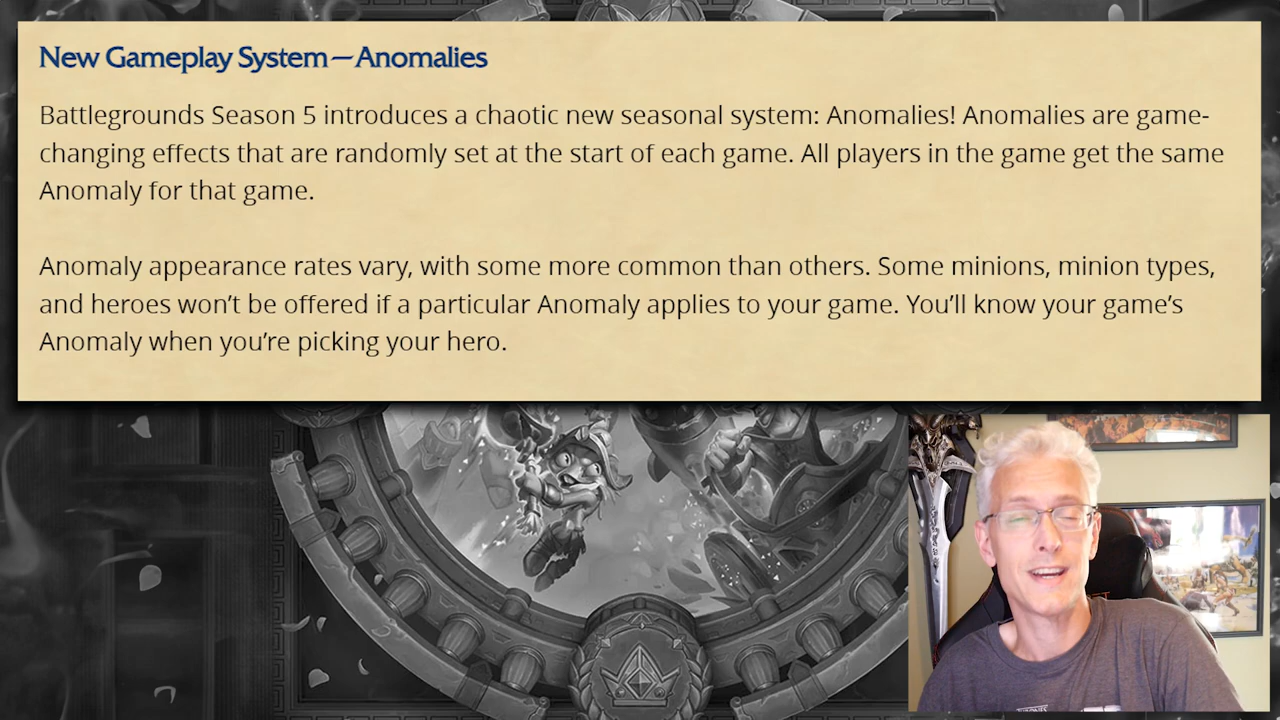 New Gameplay System—Anomalies
Battlegrounds Season 5 introduces a chaotic new seasonal system: Anomalies! Anomalies are game-
changing effects that are randomly set at the start of each game. All players in the game get the same
Anomaly for that game.
Anomaly appearance rates vary, with some more common than others. Some minions, minion types,
and heroes won’t be offered if a particular Anomaly applies to your game. You’ll know your game’s
Anomaly when you’re picking your hero.